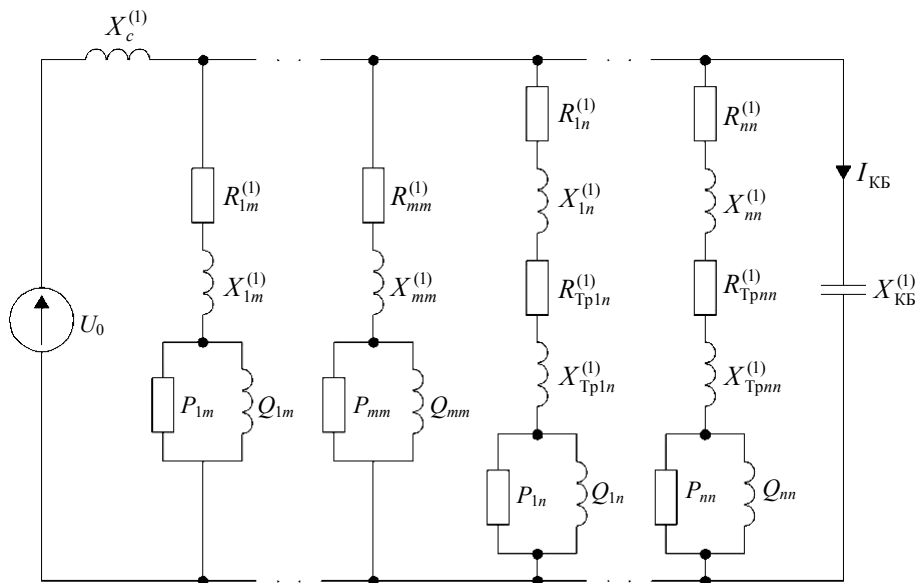 X_c^(1)
R_1n^(1)
R_nn^(1)
R_1m^(1)
R_mm^(1)
X_1n^(1)
X_nn^(1)
I_КБ
X_1m^(1)
X_mm^(1)
R_Тр1n^(1)
R_Трnn^(1)
X_КБ^(1)
U_0
X_Тр1n^(1)
X_Трnn^(1)
P_1m
Q_1m
P_mm
Q_mm
P_1n
Q_1n
P_nn
Q_nn